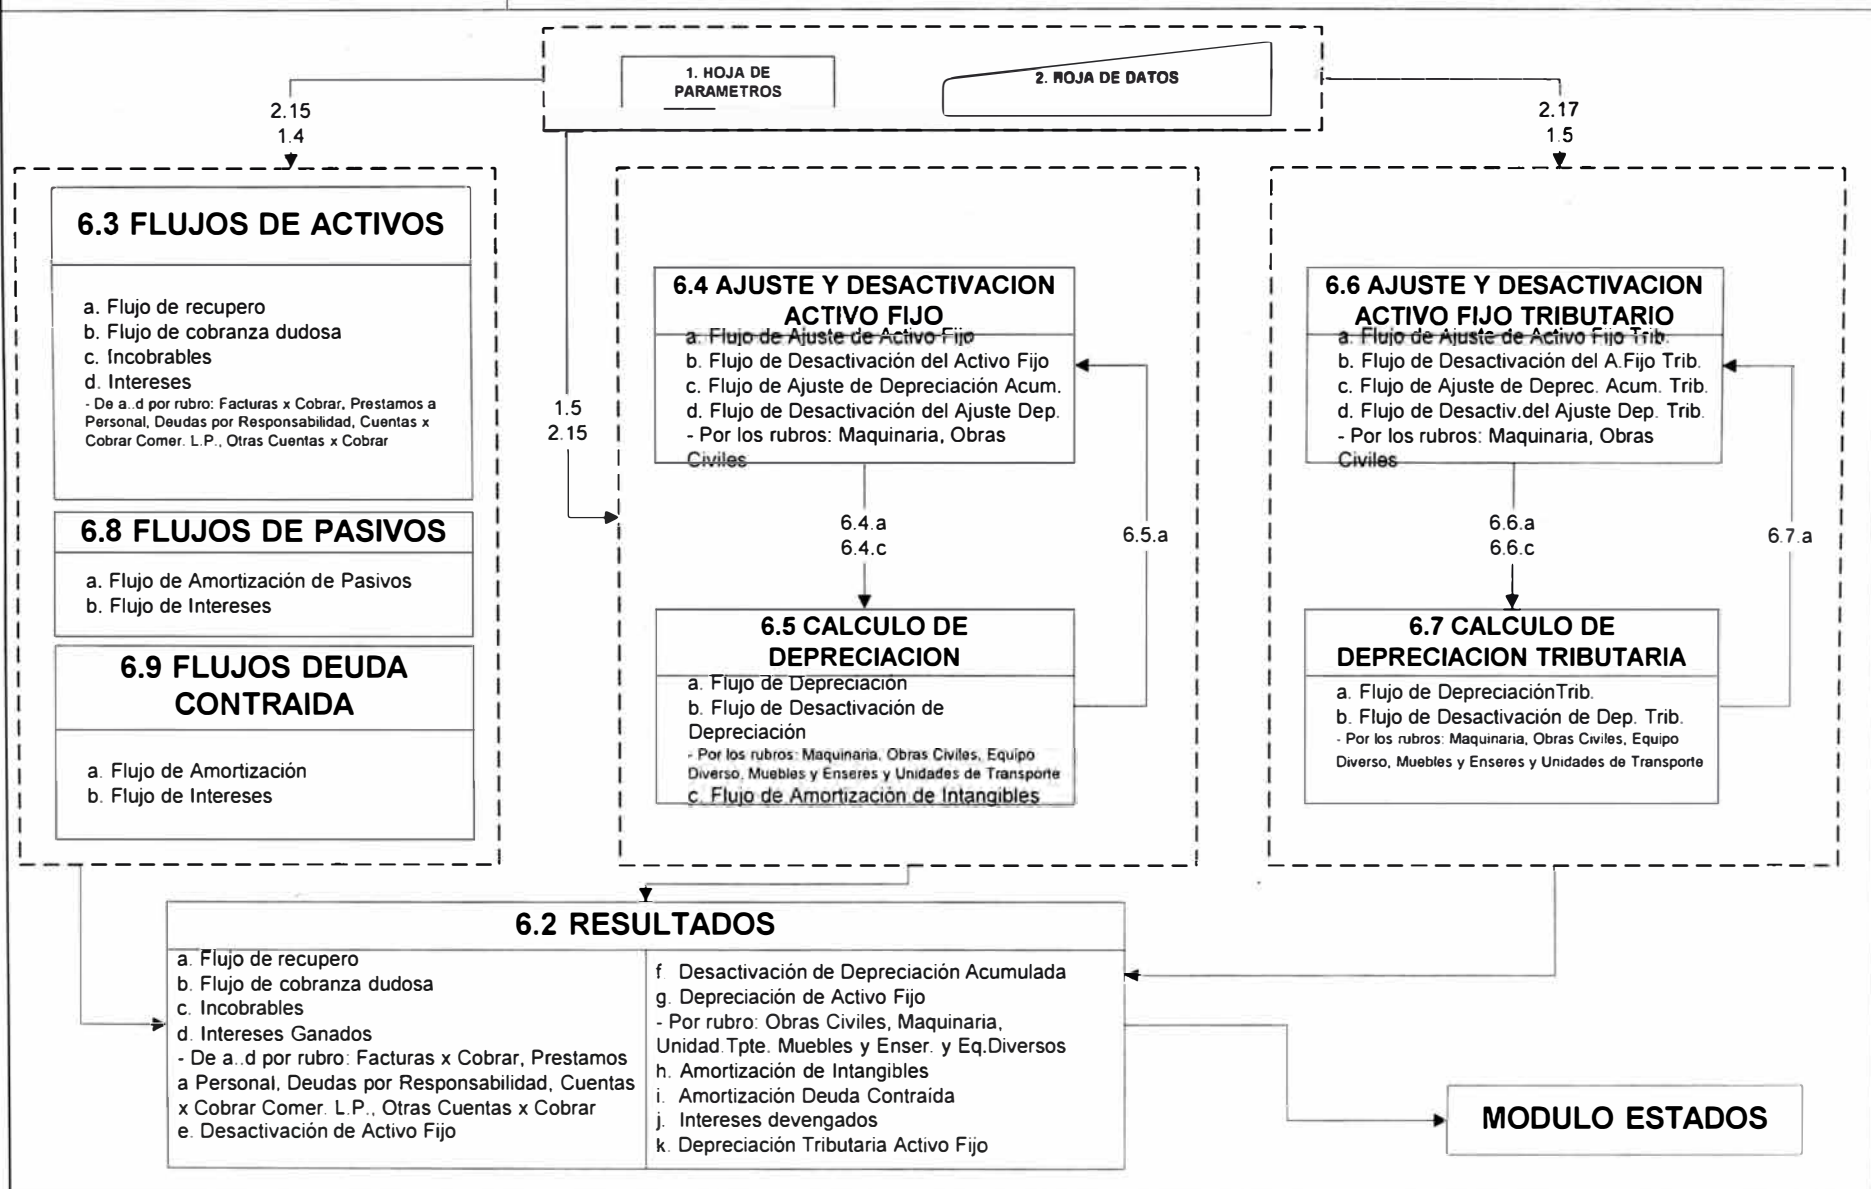 1. HOJA DE
PARAMETROS
2. HOJA DE DATOS
2.15
1.4
2.17
1.5
6.3 FLUJOS DE ACTIVOS
a. Flujo de recupero
b. Flujo de cobranza dudosa
c. Incobrables
d. Intereses
- De a..d por rubro: Facturas x Cobrar, Prestamos a
Personal, Deudas por Responsabilidad, Cuentas x
Cobrar Comer. L.P., Otras Cuentas x Cobrar
6.8 FLUJOS DE PASIVOS
a. Flujo de Amortización de Pasivos
b. Flujo de Intereses
6.9 FLUJOS DEUDA
CONTRAIDA
a. Flujo de Amortización
b. Flujo de Intereses
1.5
2.15
6.4 AJUSTE Y DESACTIVACION
ACTIVO FIJO
a. Flujo de Ajuste de Activo Fijo
b. Flujo de Desactivación del Activo Fijo
c. Flujo de Ajuste de Depreciación Acum.
d. Flujo de Desactivación del Ajuste Dep.
- Por los rubros: Maquinaria, Obras
Civiles
6.4.a
6.4.c
6.5.a
6.5 CALCULO DE
DEPRECIACION
a. Flujo de Depreciación
b. Flujo de Desactivación de
Depreciación
- Por los rubros: Maquinaria, Obras Civiles, Equipo
Diverso, Muebles y Enseres y Unidades de Transporte
c. Flujo de Amortización de Intangibles
6.6 AJUSTE Y DESACTIVACION
ACTIVO FIJO TRIBUTARIO
a. Flujo de Ajuste de Activo Fijo Trib.
b. Flujo de Desactivación del A.Fijo Trib.
c. Flujo de Ajuste de Deprec. Acum. Trib.
d. Flujo de Desactiv.del Ajuste Dep. Trib.
- Por los rubros: Maquinaria, Obras
Civiles
6.6.a
6.6.c
6.7.a
6.7 CALCULO DE
DEPRECIACION TRIBUTARIA
a. Flujo de DepreciaciónTrib.
b. Flujo de Desactivación de Dep. Trib.
- Por los rubros: Maquinaria, Obras Civiles, Equipo
Diverso, Muebles y Enseres y Unidades de Transporte
6.2 RESULTADOS
a. Flujo de recupero
b. Flujo de cobranza dudosa
c. Incobrables
d. Intereses Ganados
- De a..d por rubro: Facturas x Cobrar, Prestamos
a Personal, Deudas por Responsabilidad, Cuentas
x Cobrar Comer. L.P., Otras Cuentas x Cobrar
e. Desactivación de Activo Fijo
f. Desactivación de Depreciación Acumulada
g. Depreciación de Activo Fijo
- Por rubro: Obras Civiles, Maquinaria,
Unidad.Tpte. Muebles y Enser. y Eq.Diversos
h. Amortización de Intangibles
i. Amortización Deuda Contraída
j. Intereses devengados
k. Depreciación Tributaria Activo Fijo
MODULO ESTADOS